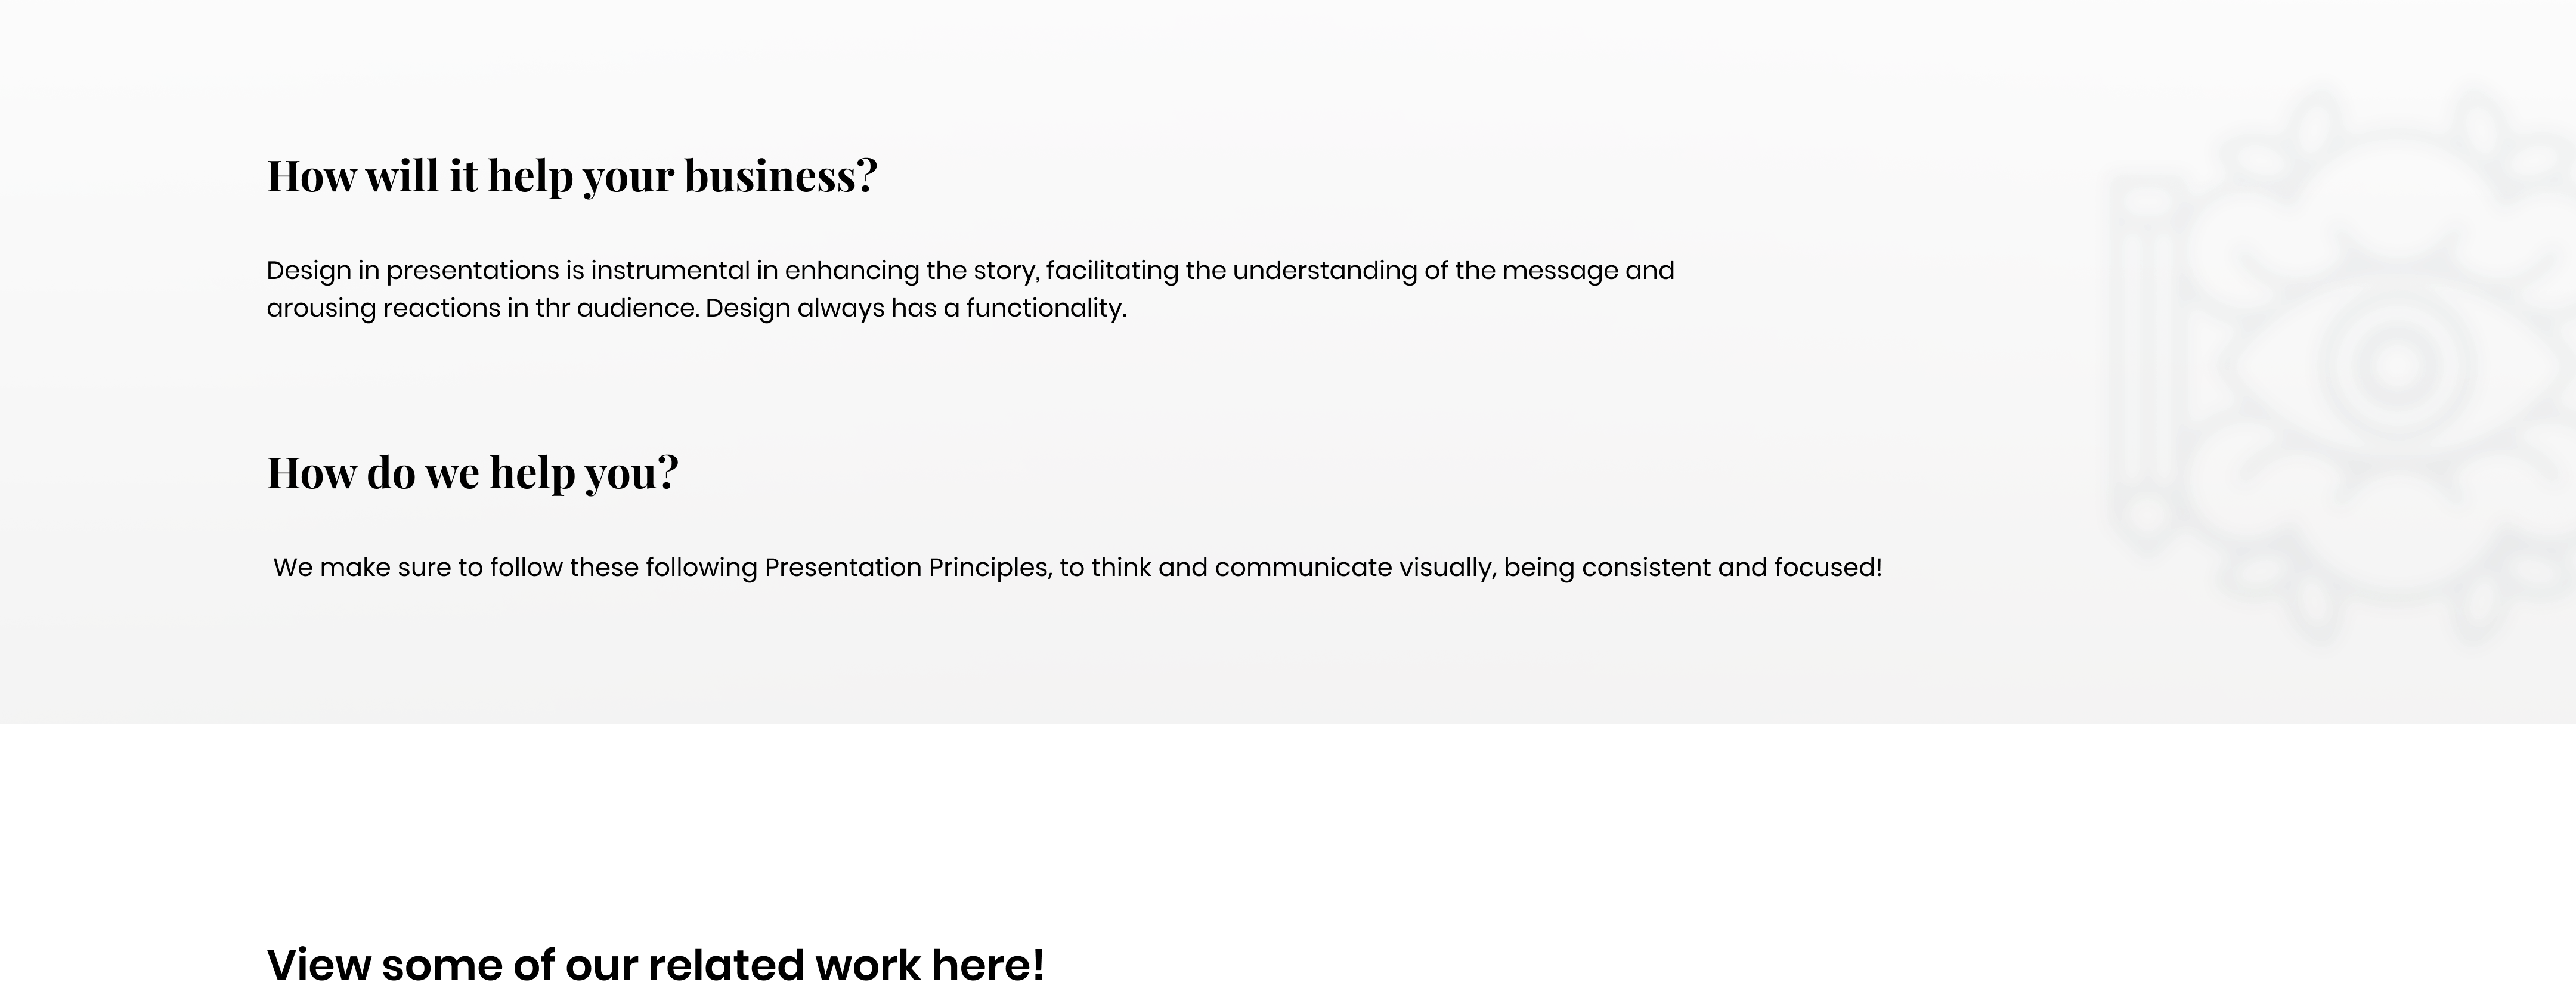 How will it help your business?
Design in presentations is instrumental in enhancing the story, facilitating the understanding of the message and
arousing reactions in thr audience. Design always has a functionality.
How do we help you?
We make sure to follow these following Presentation Principles, to think and communicate visually, being consistent and focused!
View some of our related work here!